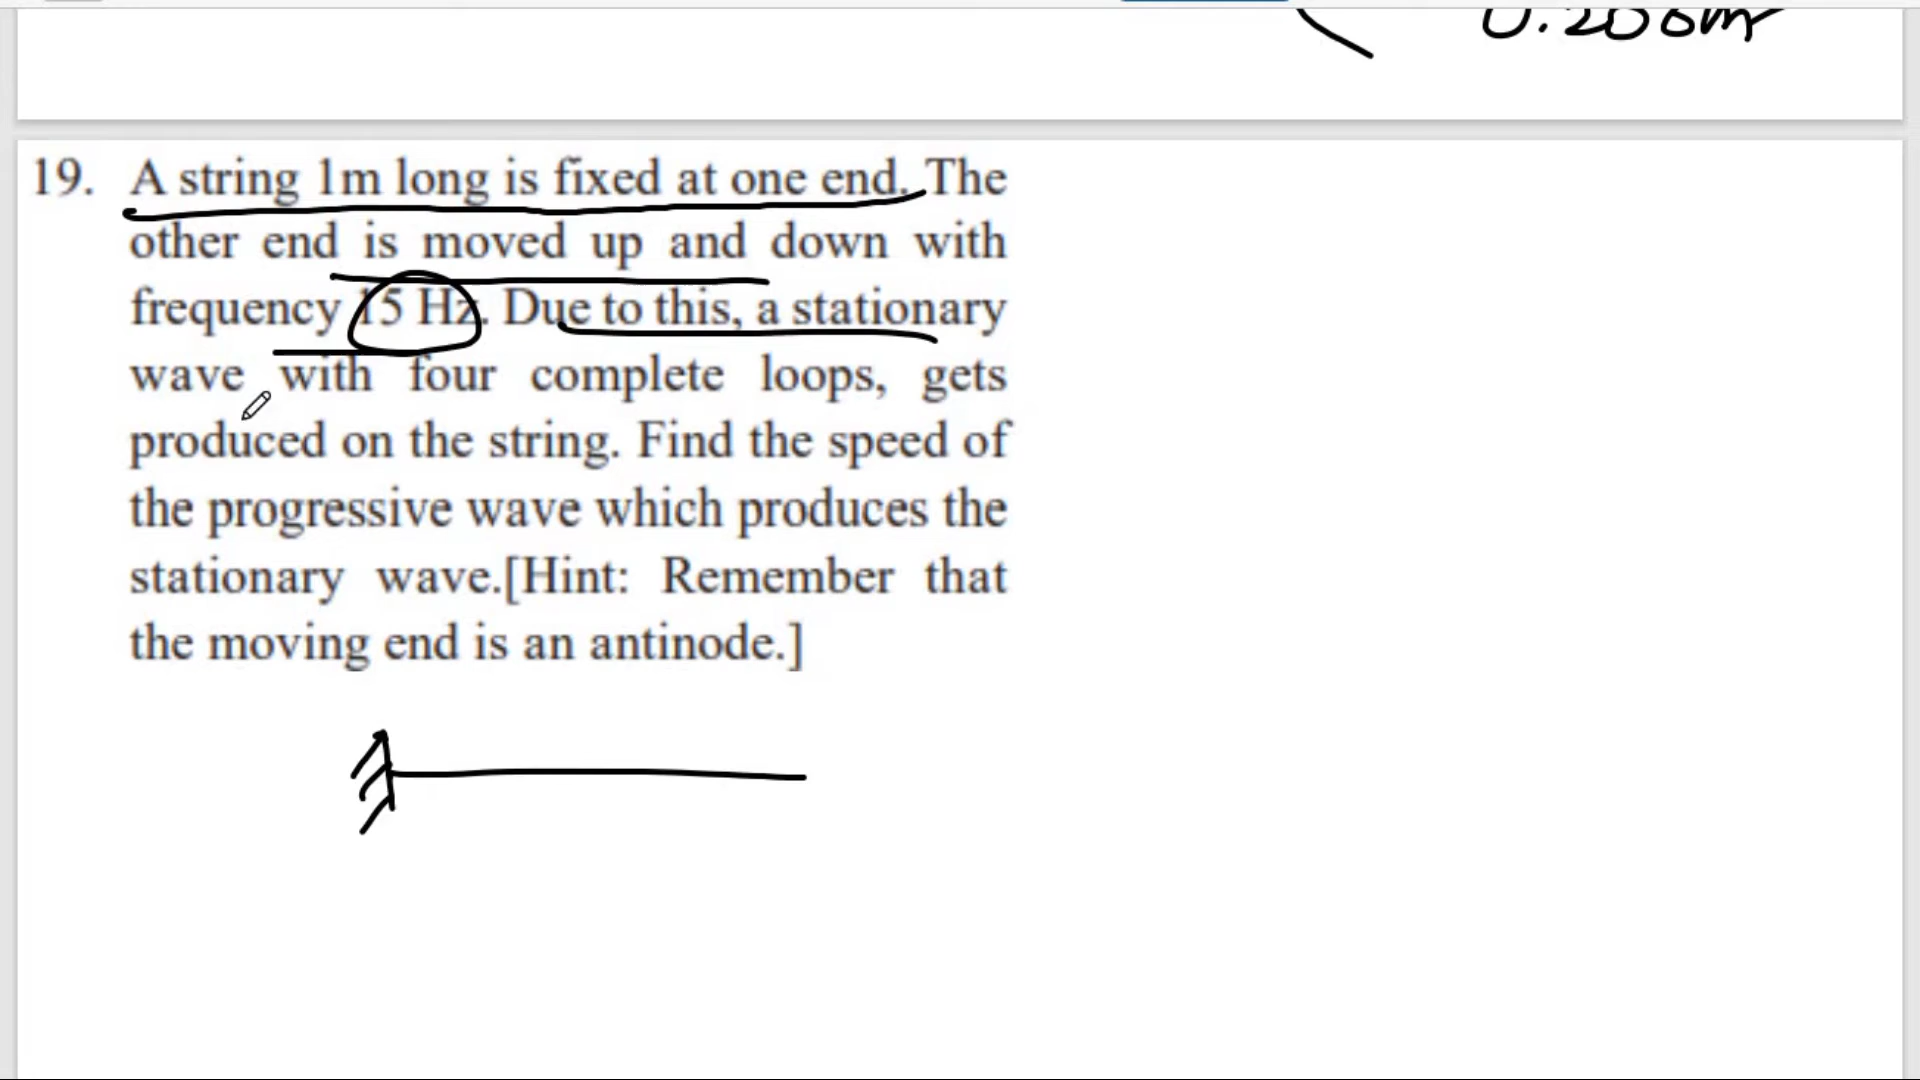 0.266m
19. A string 1m long is fixed at one end. The
other end is moved up and down with
frequency 15 Hz. Due to this, a stationary
wave with four complete loops, gets
produced on the string. Find the speed of
the progressive wave which produces the
stationary wave.[Hint: Remember that
the moving end is an antinode.]